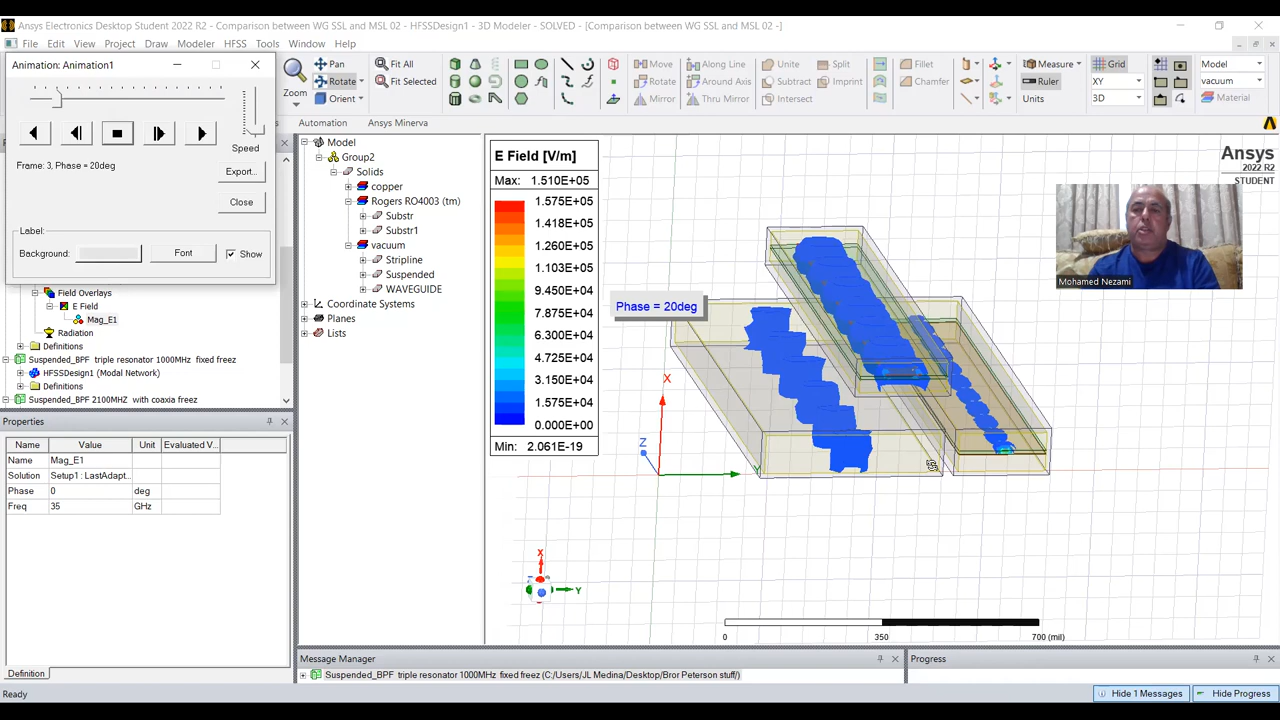 Ansys Electronics Desktop Student 2022 R2 - Comparison between WG SSL and MSL 02 - HFSSDesign1 - 3D Modeler - SOLVED - [Comparison between WG SSL and MSL 02 -]
File Edit View Project Draw Modeler HFSS Tools Window Help
Animation: Animation1
Speed
Frame: 3, Phase = 20deg
Export...
Close
Label:
Background:
Font
Show
Zoom
Pan
Rotate
Orient
Fit All
Fit Selected
Move
Rotate
Mirror
Along Line
Around Axis
Thru Mirror
Unite
Subtract
Intersect
Split
Imprint
Fillet
Chamfer
Measure
Ruler
Units
Grid
XY
3D
Model
vacuum
Material
Automation
Ansys Minerva
Field Overlays
E Field
Mag_E1
Radiation
Definitions
Suspended_BPF triple resonator 1000MHz fixed freez
HFSSDesign1 (Modal Network)
Definitions
Suspended_BPF 2100MHZ with coaxia freez
Properties
Name Value Unit Evaluated V...
Name Mag_E1
Solution Setup1 : LastAdapt...
Phase 0 deg
Freq 35 GHz
Definition
Model
Group2
Solids
copper
Rogers RO4003 (tm)
Substr
Substr1
vacuum
Stripline
Suspended
WAVEGUIDE
Coordinate Systems
Planes
Lists
E Field [V/m]
Max: 1.510E+05
1.575E+05
1.418E+05
1.260E+05
1.103E+05
9.450E+04
7.875E+04
6.300E+04
4.725E+04
3.150E+04
1.575E+04
0.000E+00
Min: 2.061E-19
Phase = 20deg
X
Z
Y
X
Z
Y
0 350 700 (mil)
Ansys
2022 R2
STUDENT
Mohamed Nezami
Message Manager
Suspended_BPF triple resonator 1000MHz fixed freez (C:/Users/JL Medina/Desktop/Bror Peterson stuff/)
Progress
Ready
Hide 1 Messages
Hide Progress